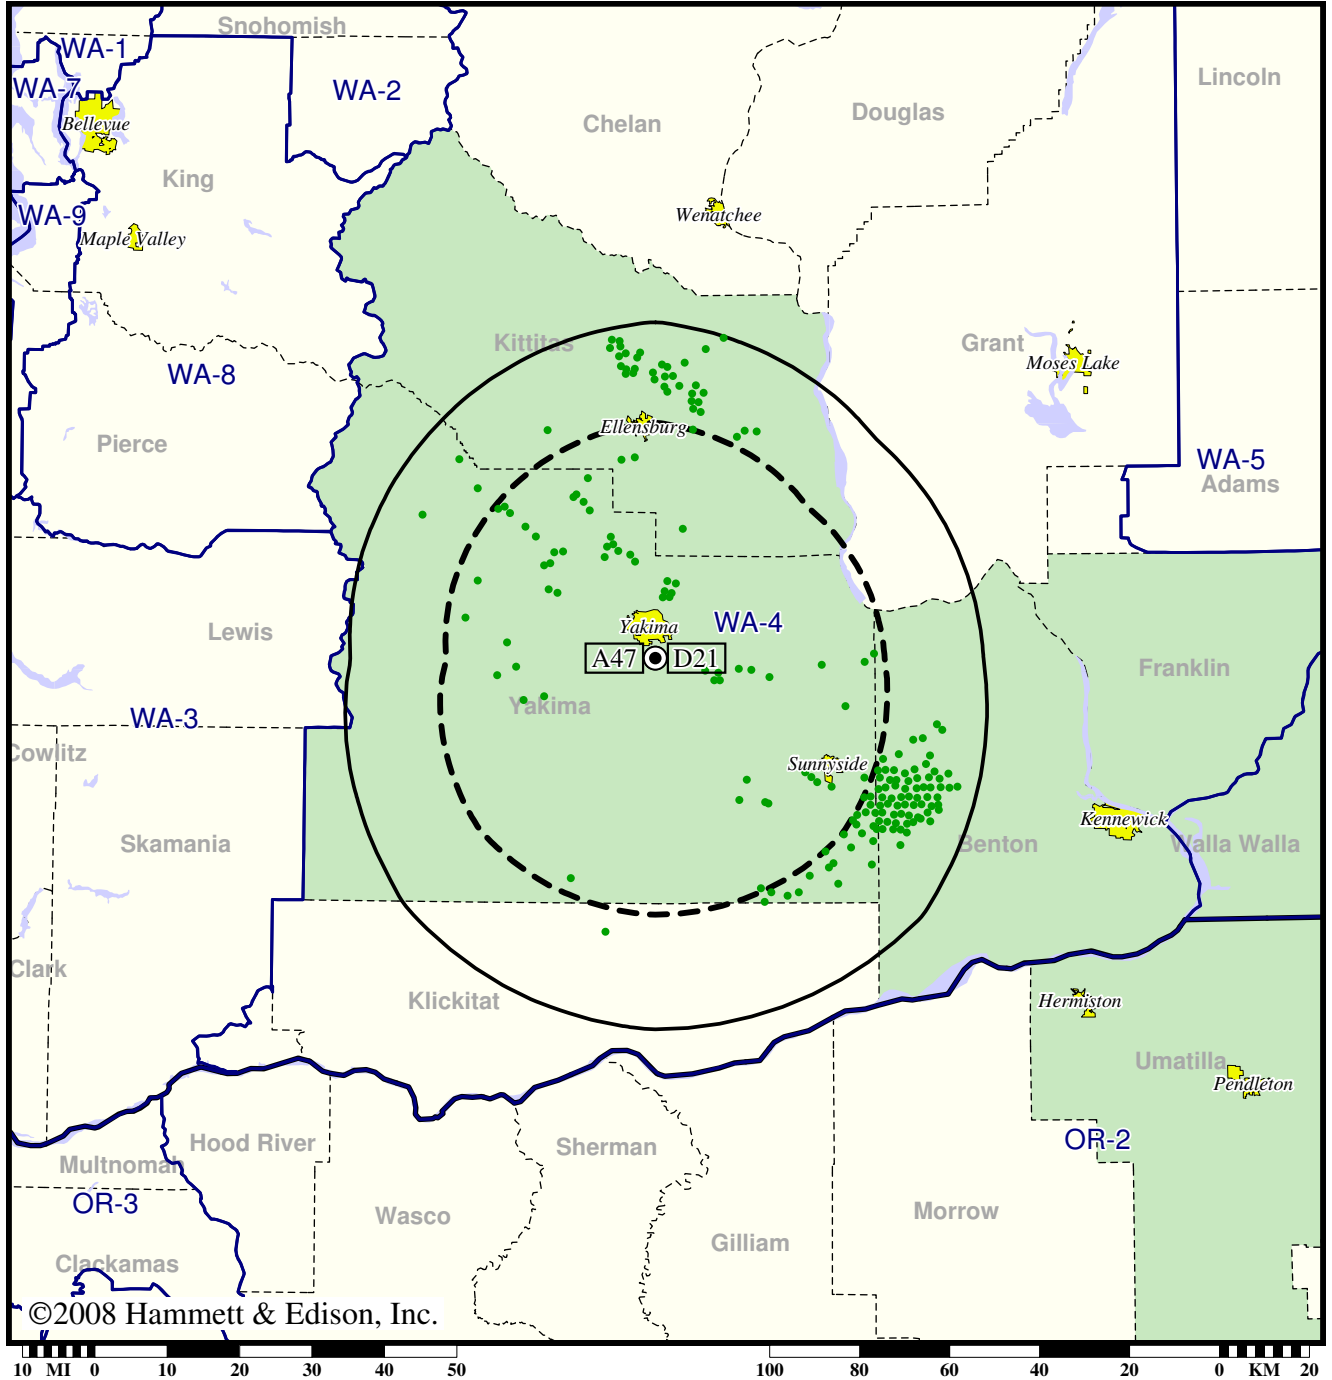 Snohomish
WA-1
WA-7
WA-2
Lincoln
Douglas
Chelan
Bellevue
King
WA-9
Wenatchee
Maple Valley
Kittitas
Grant
Moses Lake
WA-8
Ellensburg
Pierce
WA-5
Adams
Yakima
WA-4
Lewis
A47
D21
Franklin
Yakima
WA-3
Cowlitz
Sunnyside
Kennewick
Skamania
Benton
Walla Walla
Clark
Klickitat
Hermiston
Umatilla
Pendleton
Hood River
Sherman
OR-2
Multnomah
OR-3
Wasco
Morrow
Gilliam
Clackamas
©2008 Hammett & Edison, Inc.
10 MI 0 10 20 30 40 50 100 80 60 40 20 0 KM 20